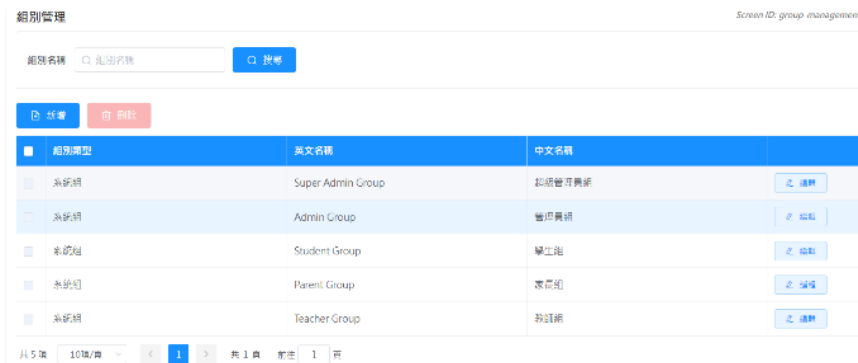 組別管理 Screen ID: group-managemen
組別名稱 組別名稱 搜尋
新增 刪除
組別類型 英文名稱 中文名稱
系統組 Super Admin Group 超級管理員組 編輯
系統組 Admin Group 管理員組 編輯
系統組 Student Group 學生組 編輯
系統組 Parent Group 家長組 編輯
系統組 Teacher Group 教師組 編輯
共 5 項 10項/頁 < 1 > 共 1 頁 前往 1 頁